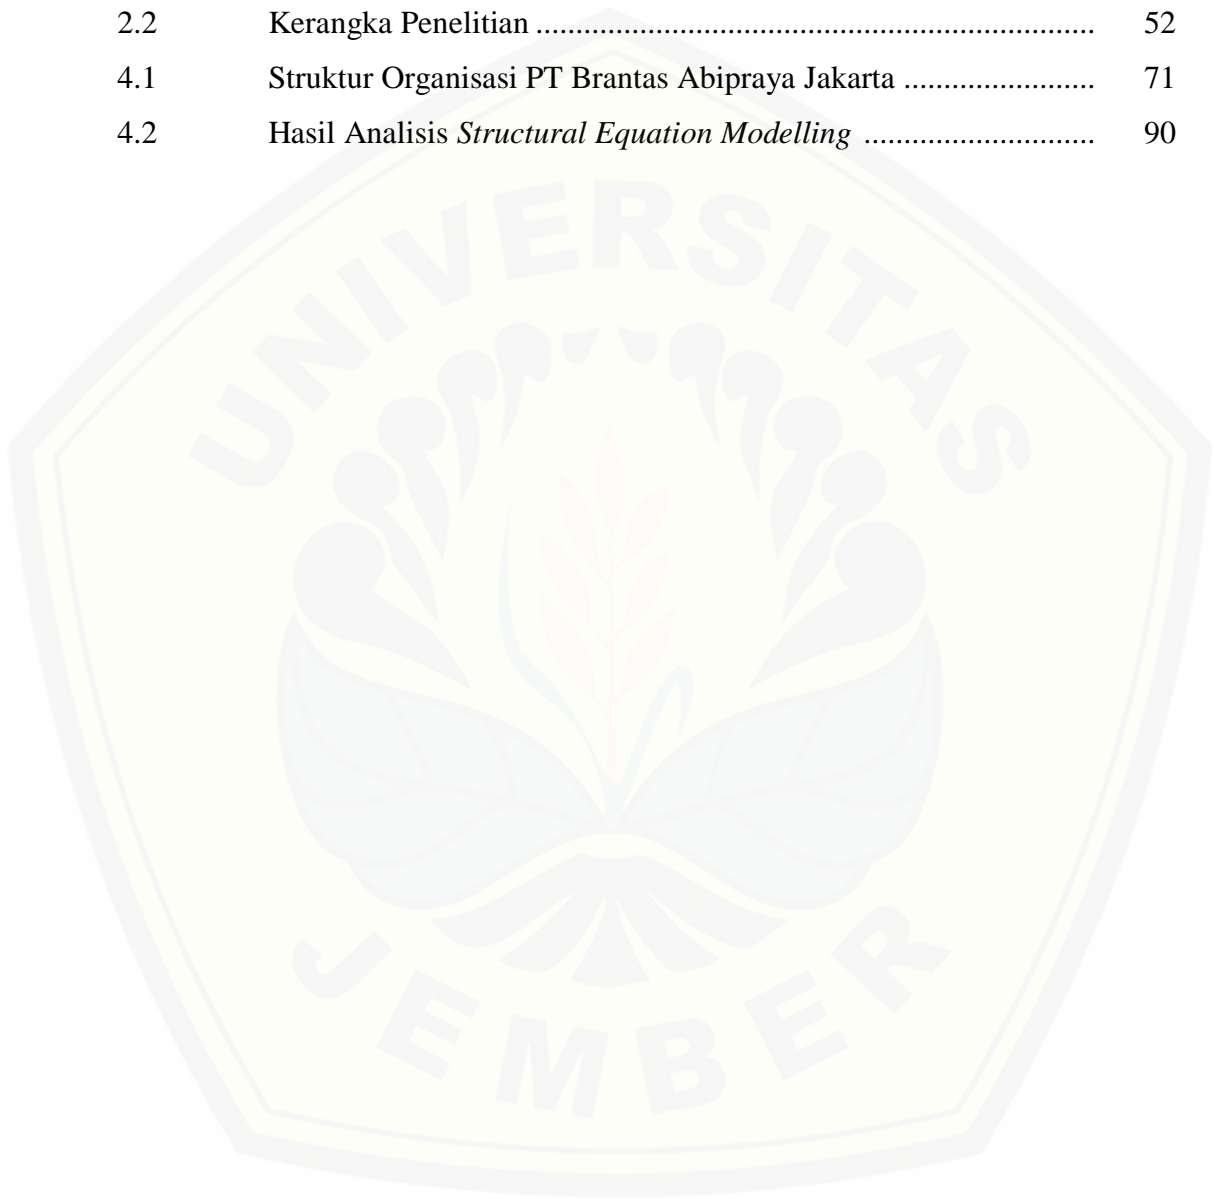 2.2 Kerangka Penelitian ...................................................................... 52
4.1 Struktur Organisasi PT Brantas Abipraya Jakarta ........................ 71
4.2 Hasil Analisis Structural Equation Modelling ............................. 90
UNIVERSITAS
JEMBER